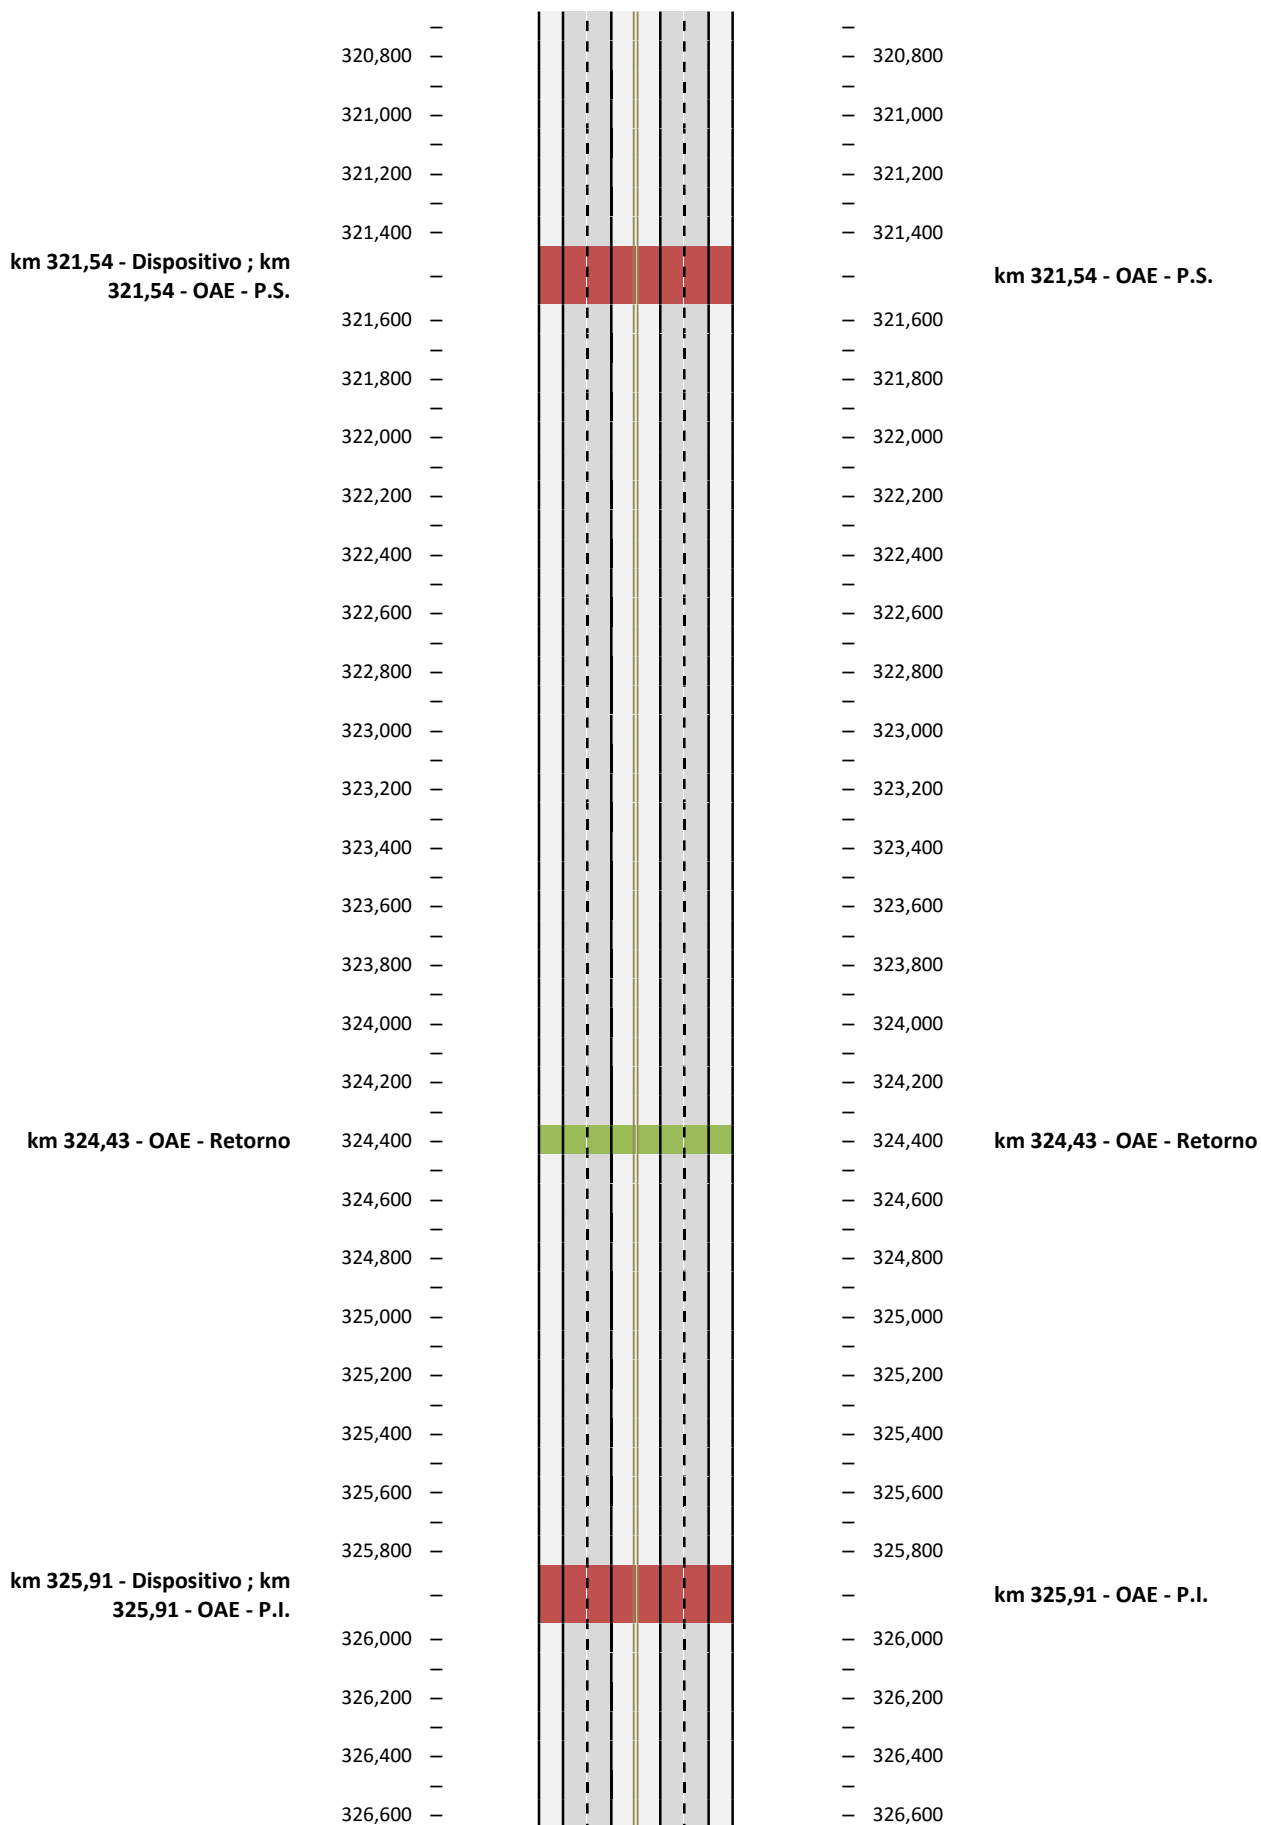 320,800 – – 320,800
321,000 – – 321,000
321,200 – – 321,200
321,400 – – 321,400
km 321,54 - Dispositivo ; km
321,54 - OAE - P.S.
– – km 321,54 - OAE - P.S.
321,600 – – 321,600
321,800 – – 321,800
322,000 – – 322,000
322,200 – – 322,200
322,400 – – 322,400
322,600 – – 322,600
322,800 – – 322,800
323,000 – – 323,000
323,200 – – 323,200
323,400 – – 323,400
323,600 – – 323,600
323,800 – – 323,800
324,000 – – 324,000
324,200 – – 324,200
km 324,43 - OAE - Retorno 324,400 – – 324,400 km 324,43 - OAE - Retorno
324,600 – – 324,600
324,800 – – 324,800
325,000 – – 325,000
325,200 – – 325,200
325,400 – – 325,400
325,600 – – 325,600
325,800 – – 325,800
km 325,91 - Dispositivo ; km
325,91 - OAE - P.I.
– – km 325,91 - OAE - P.I.
326,000 – – 326,000
326,200 – – 326,200
326,400 – – 326,400
326,600 – – 326,600